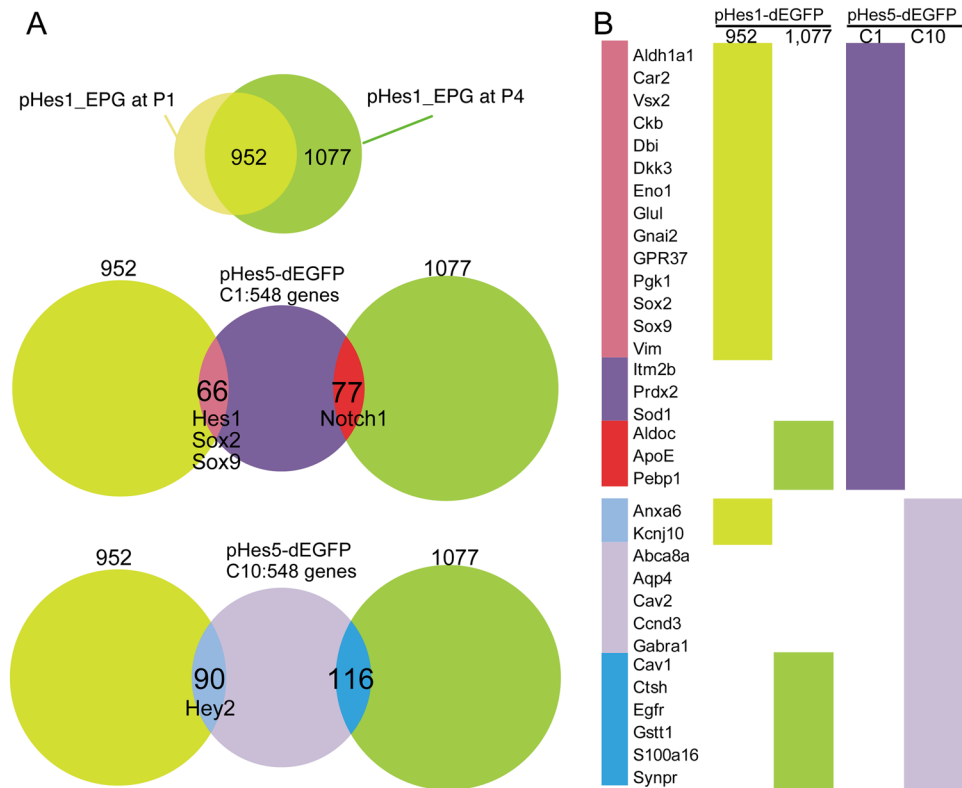 A
pHes1_EPG at P1
pHes1_EPG at P4
952
1077
952
pHes5-dEGFP
C1:548 genes
1077
66
Hes1
Sox2
Sox9
77
Notch1
952
pHes5-dEGFP
C10:548 genes
1077
90
Hey2
116
B
pHes1-dEGFP pHes5-dEGFP
952 1,077 C1 C10
Aldh1a1
Car2
Vsx2
Ckb
Dbi
Dkk3
Eno1
Glul
Gnai2
GPR37
Pgk1
Sox2
Sox9
Vim
Itm2b
Prdx2
Sod1
Aldoc
ApoE
Pebp1
Anxa6
Kcnj10
Abca8a
Aqp4
Cav2
Ccnd3
Gabra1
Cav1
Ctsh
Egfr
Gstt1
S100a16
Synpr